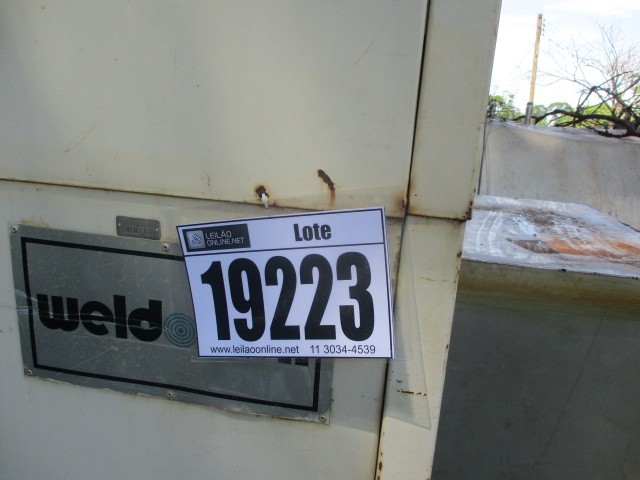 LEILÃO
ONLINE.NET
Lote
19223
www.leilaoonline.net 11 3034-4539
weld